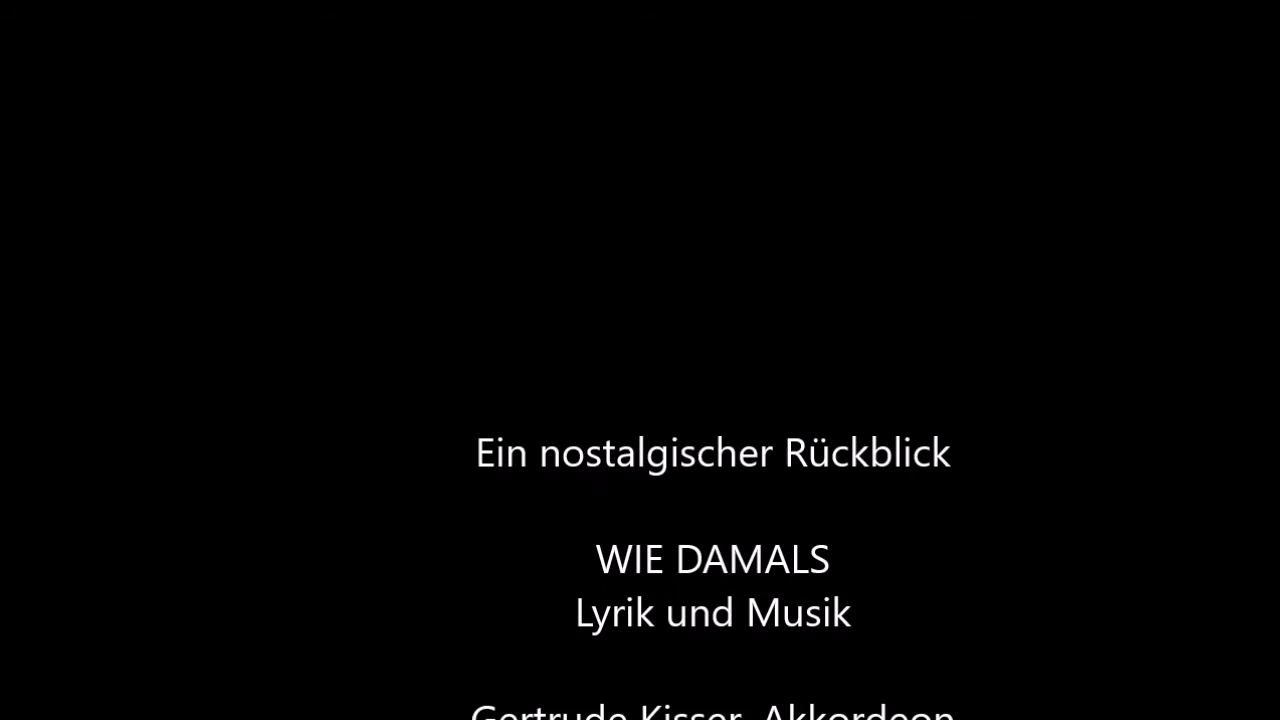 Ein nostalgischer Rückblick
WIE DAMALS
Lyrik und Musik
Gertrude Kisser, Akkordeon